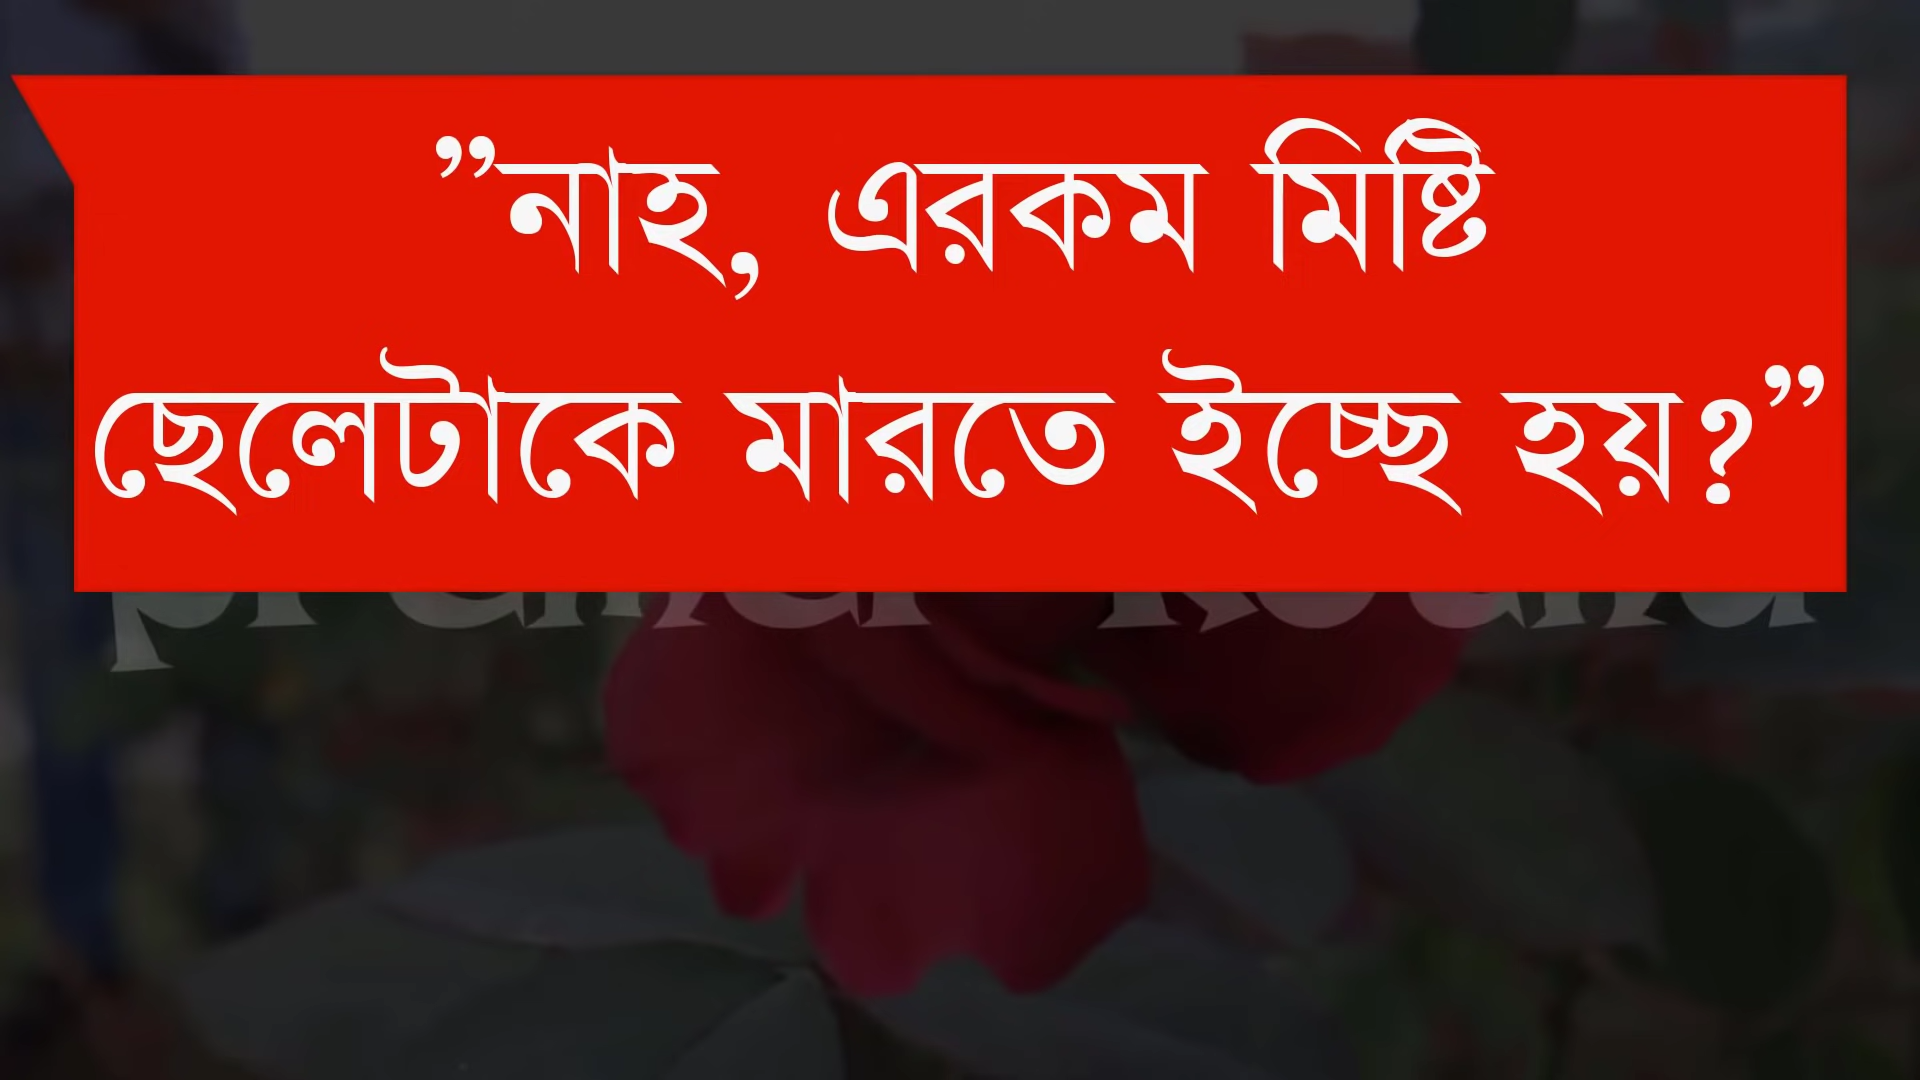 ”নাহ, এরকম মিষ্টি
ছেলেটাকে মারতে ইচ্ছে হয়?”